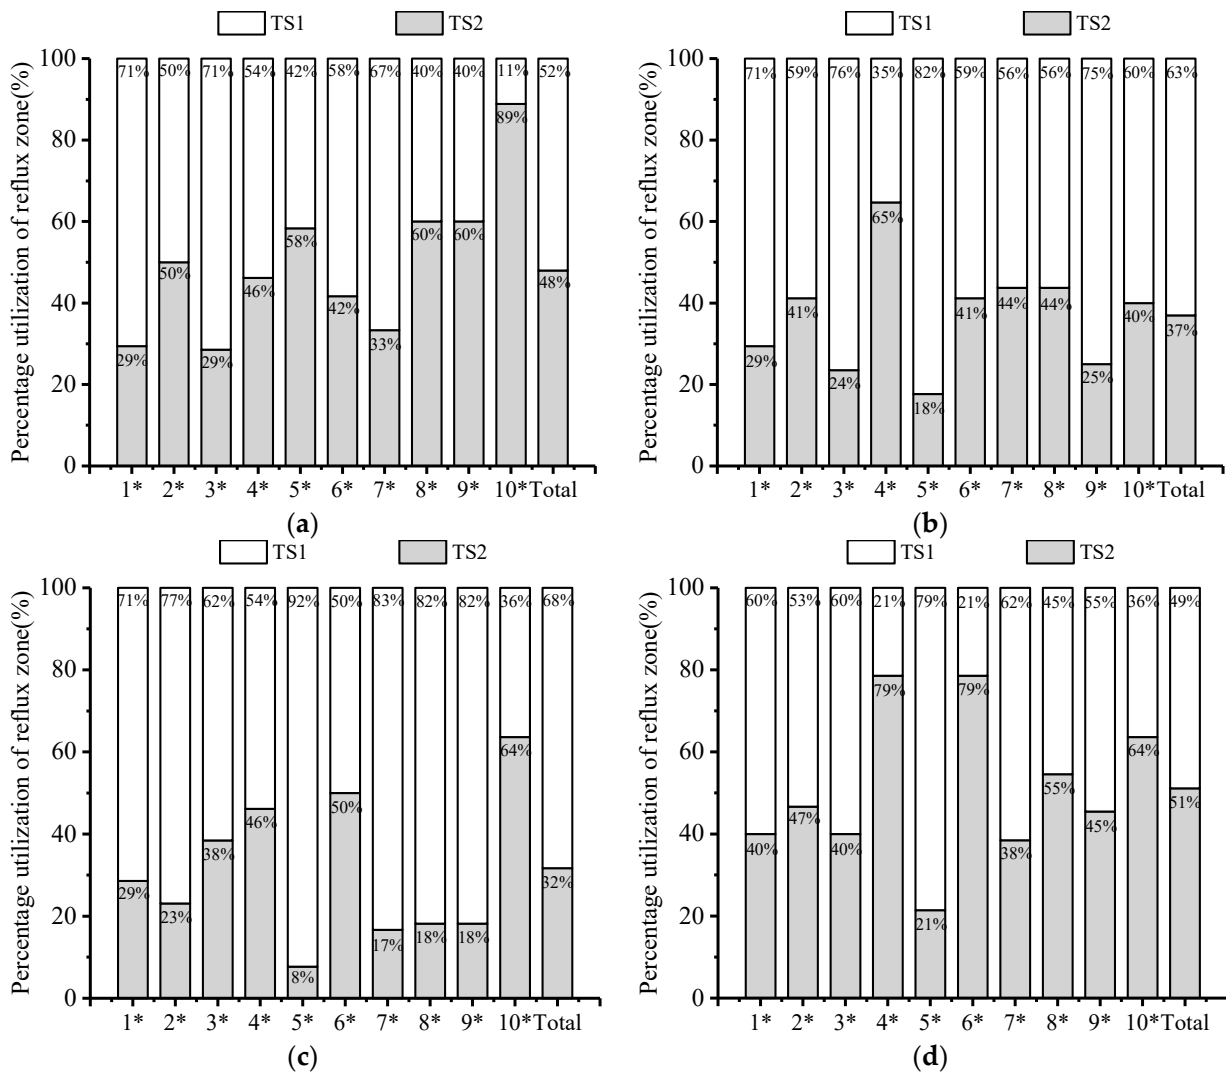 TS1 TS2
Percentage utilization of reflux zone(%)
100
80
60
40
20
0
71% 50% 71% 54% 42% 58% 67% 40% 40% 11% 52%
29% 50% 29% 46% 58% 42% 33% 60% 60% 89% 48%
1* 2* 3* 4* 5* 6* 7* 8* 9* 10* Total
(a)
TS1 TS2
Percentage utilization of reflux zone(%)
100
80
60
40
20
0
71% 59% 76% 35% 82% 59% 56% 56% 75% 60% 63%
29% 41% 24% 65% 18% 41% 44% 44% 25% 40% 37%
1* 2* 3* 4* 5* 6* 7* 8* 9* 10* Total
(b)
TS1 TS2
Percentage utilization of reflux zone(%)
100
80
60
40
20
0
71% 77% 62% 54% 92% 50% 83% 82% 82% 36% 68%
29% 23% 38% 46% 8% 50% 17% 18% 18% 64% 32%
1* 2* 3* 4* 5* 6* 7* 8* 9* 10* Total
(c)
TS1 TS2
Percentage utilization of reflux zone(%)
100
80
60
40
20
0
60% 53% 60% 21% 79% 21% 62% 45% 55% 36% 49%
40% 47% 40% 79% 21% 79% 38% 55% 45% 64% 51%
1* 2* 3* 4* 5* 6* 7* 8* 9* 10* Total
(d)